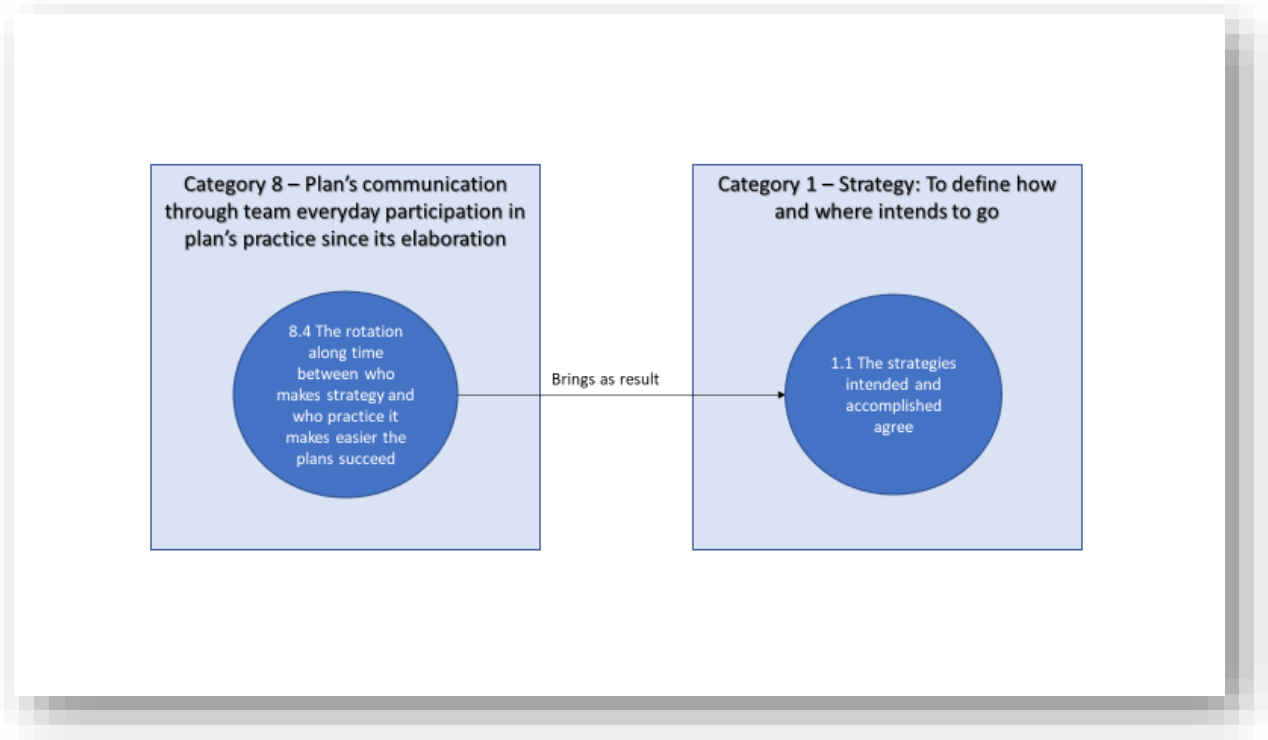 Category 8 – Plan's communication
through team everyday participation in
plan's practice since its elaboration
8.4 The rotation
along time
between who
makes strategy and
who practice it
makes easier the
plans succeed
Brings as result
Category 1 – Strategy: To define how
and where intends to go
1.1 The strategies
intended and
accomplished
agree